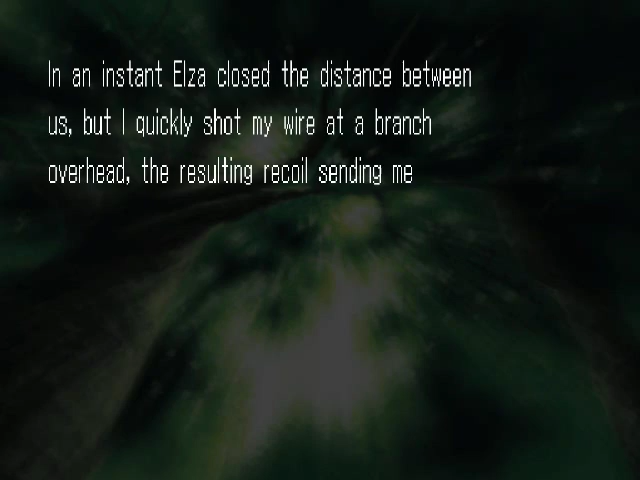 In an instant Elza closed the distance between
us, but I quickly shot my wire at a branch
overhead, the resulting recoil sending me